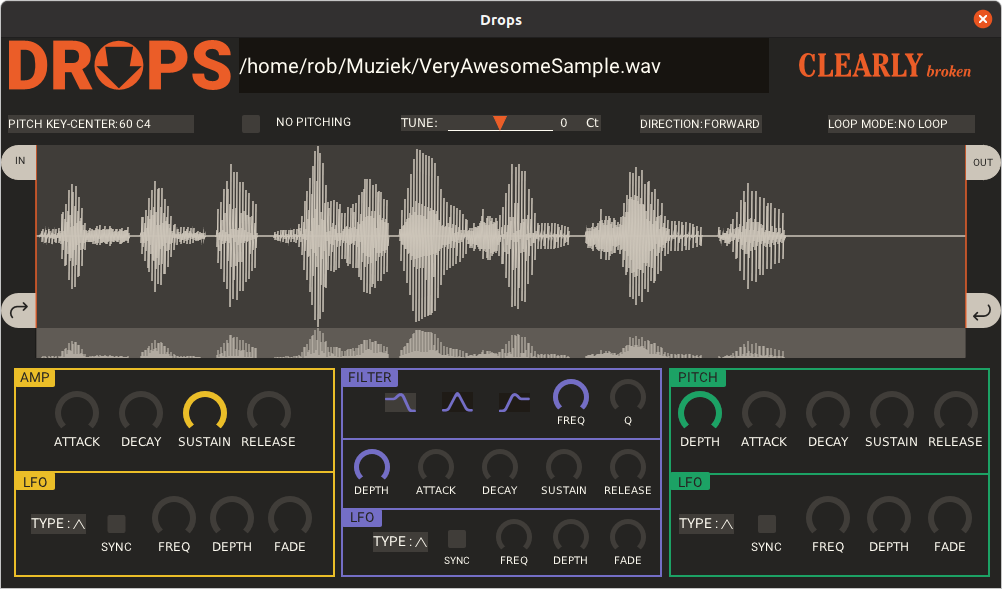 Drops
DROPS
/home/rob/Muziek/VeryAwesomeSample.wav
CLEARLY broken
PITCH KEY-CENTER:60 C4
NO PITCHING
TUNE: 0 Ct
DIRECTION:FORWARD
LOOP MODE:NO LOOP
IN
OUT
AMP
ATTACK DECAY SUSTAIN RELEASE
LFO
TYPE :
SYNC FREQ DEPTH FADE
FILTER
FREQ Q
DEPTH ATTACK DECAY SUSTAIN RELEASE
LFO
TYPE :
SYNC FREQ DEPTH FADE
PITCH
DEPTH ATTACK DECAY SUSTAIN RELEASE
LFO
TYPE :
SYNC FREQ DEPTH FADE